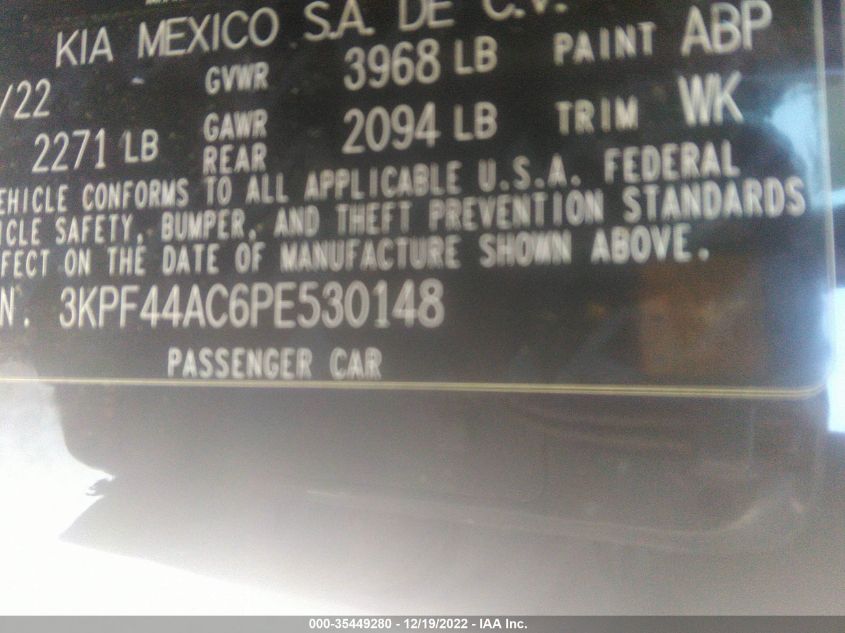 KIA MEXICO S.A. DE C.V.
/22 GVWR 3968 LB PAINT ABP
2271 LB GAWR REAR 2094 LB TRIM WK
EHICLE CONFORMS TO ALL APPLICABLE U.S.A. FEDERAL
ICLE SAFETY, BUMPER, AND THEFT PREVENTION STANDARDS
FECT ON THE DATE OF MANUFACTURE SHOWN ABOVE.
N. 3KPF44AC6PE530148
PASSENGER CAR
000-35449280 - 12/19/2022 - IAA Inc.